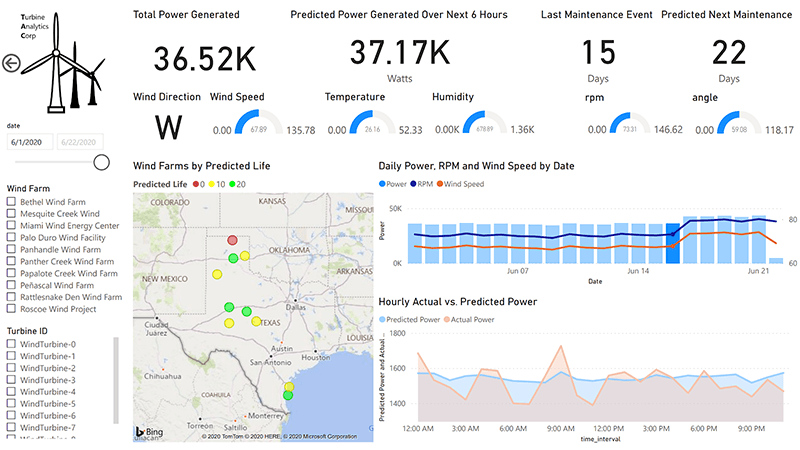 Turbine
Analytics
Corp
date
6/1/2020
6/22/2020
Wind Farm
Bethel Wind Farm
Mesquite Creek Wind
Miami Wind Energy Center
Palo Duro Wind Facility
Panhandle Wind Farm
Panther Creek Wind Farm
Papalote Creek Wind Farm
Peñascal Wind Farm
Rattlesnake Den Wind Farm
Roscoe Wind Project
Turbine ID
WindTurbine-0
WindTurbine-1
WindTurbine-2
WindTurbine-3
WindTurbine-4
WindTurbine-5
WindTurbine-6
WindTurbine-7
Total Power Generated
36.52K
Predicted Power Generated Over Next 6 Hours
37.17K
Watts
Last Maintenance Event
15
Days
Predicted Next Maintenance
22
Days
Wind Direction
W
Wind Speed
0.00 67.89 135.78
Temperature
0.00 26.16 52.33
Humidity
0.00K 678.89 1.36K
rpm
0.00 73.31 146.62
angle
0.00 59.08 118.17
Wind Farms by Predicted Life
Predicted Life 0 10 20
COLORADO
KANSAS
MISSOURI
OKLAHOMA
NEW MEXICO
ARKANSAS
Dallas
Ciudad
Juárez
TEXAS
LOUISIA
Austin
Houston
San Antonio
Chihuahua
COAHUILA
Monterrey
Torreón
Saltillo
Culiacán
Bing
© 2020 TomTom © 2020 HERE, © 2020 Microsoft Corporation
Daily Power, RPM and Wind Speed by Date
Power RPM Wind Speed
50K
0K
Power
80
60
Jun 07
Jun 14
Jun 21
Date
Hourly Actual vs. Predicted Power
Predicted Power Actual Power
Predicted Power and Actual ...
1800
1600
1400
12:00 AM
3:00 AM
6:00 AM
9:00 AM
12:00 PM
3:00 PM
6:00 PM
9:00 PM
time_interval